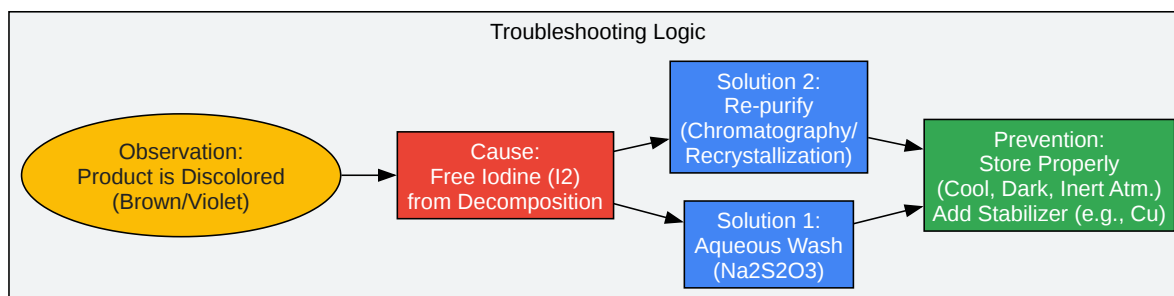 Troubleshooting Logic
Observation:
Product is Discolored
(Brown/Violet)
Cause:
Free Iodine (I2)
from Decomposition
Solution 2:
Re-purify
(Chromatography/
Recrystallization)
Solution 1:
Aqueous Wash
(Na2S2O3)
Prevention:
Store Properly
(Cool, Dark, Inert Atm.)
Add Stabilizer (e.g., Cu)